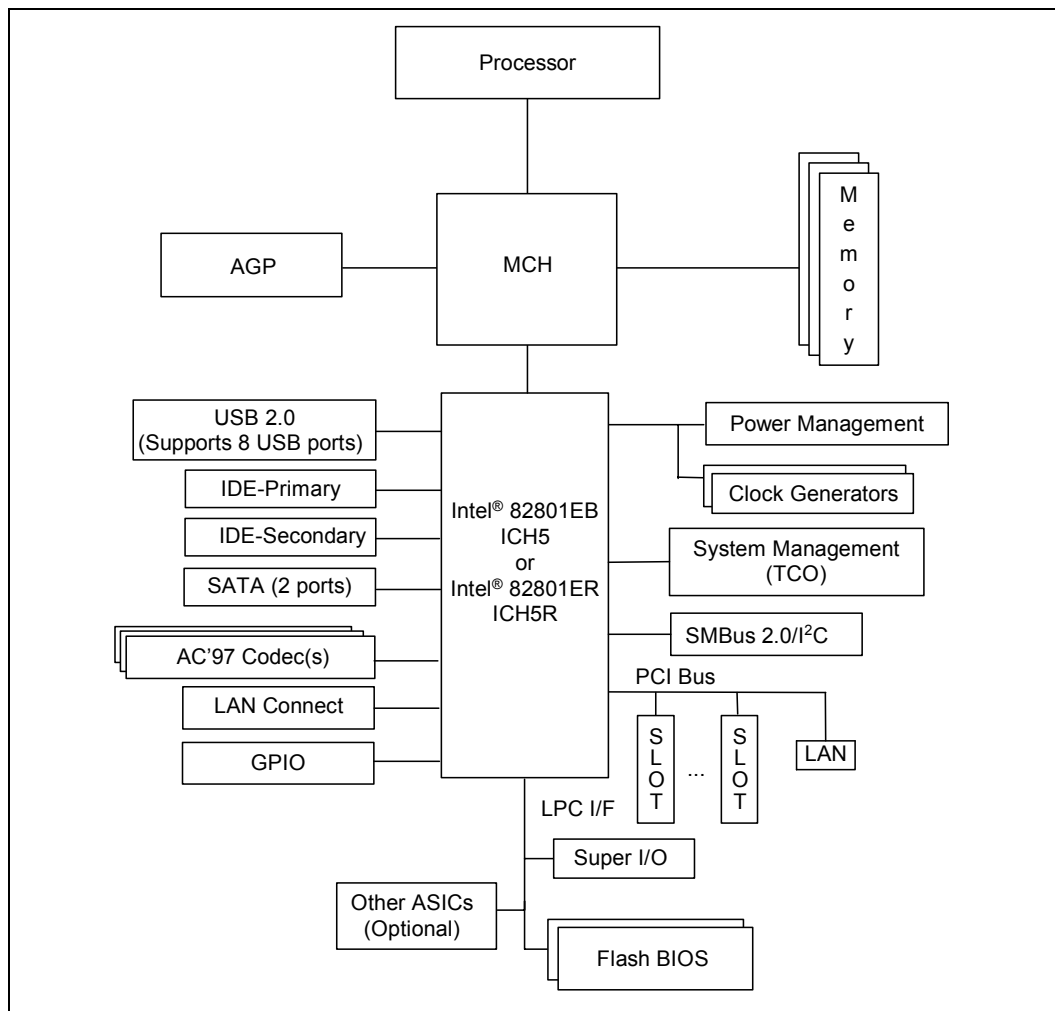 Processor
M
e
m
o
r
y
AGP
MCH
USB 2.0
(Supports 8 USB ports)
IDE-Primary
IDE-Secondary
SATA (2 ports)
AC'97 Codec(s)
LAN Connect
GPIO
Intel® 82801EB
ICH5
or
Intel® 82801ER
ICH5R
Power Management
Clock Generators
System Management
(TCO)
SMBus 2.0/I²C
PCI Bus
S
L
O
T
...
S
L
O
T
LAN
LPC I/F
Super I/O
Other ASICs
(Optional)
Flash BIOS